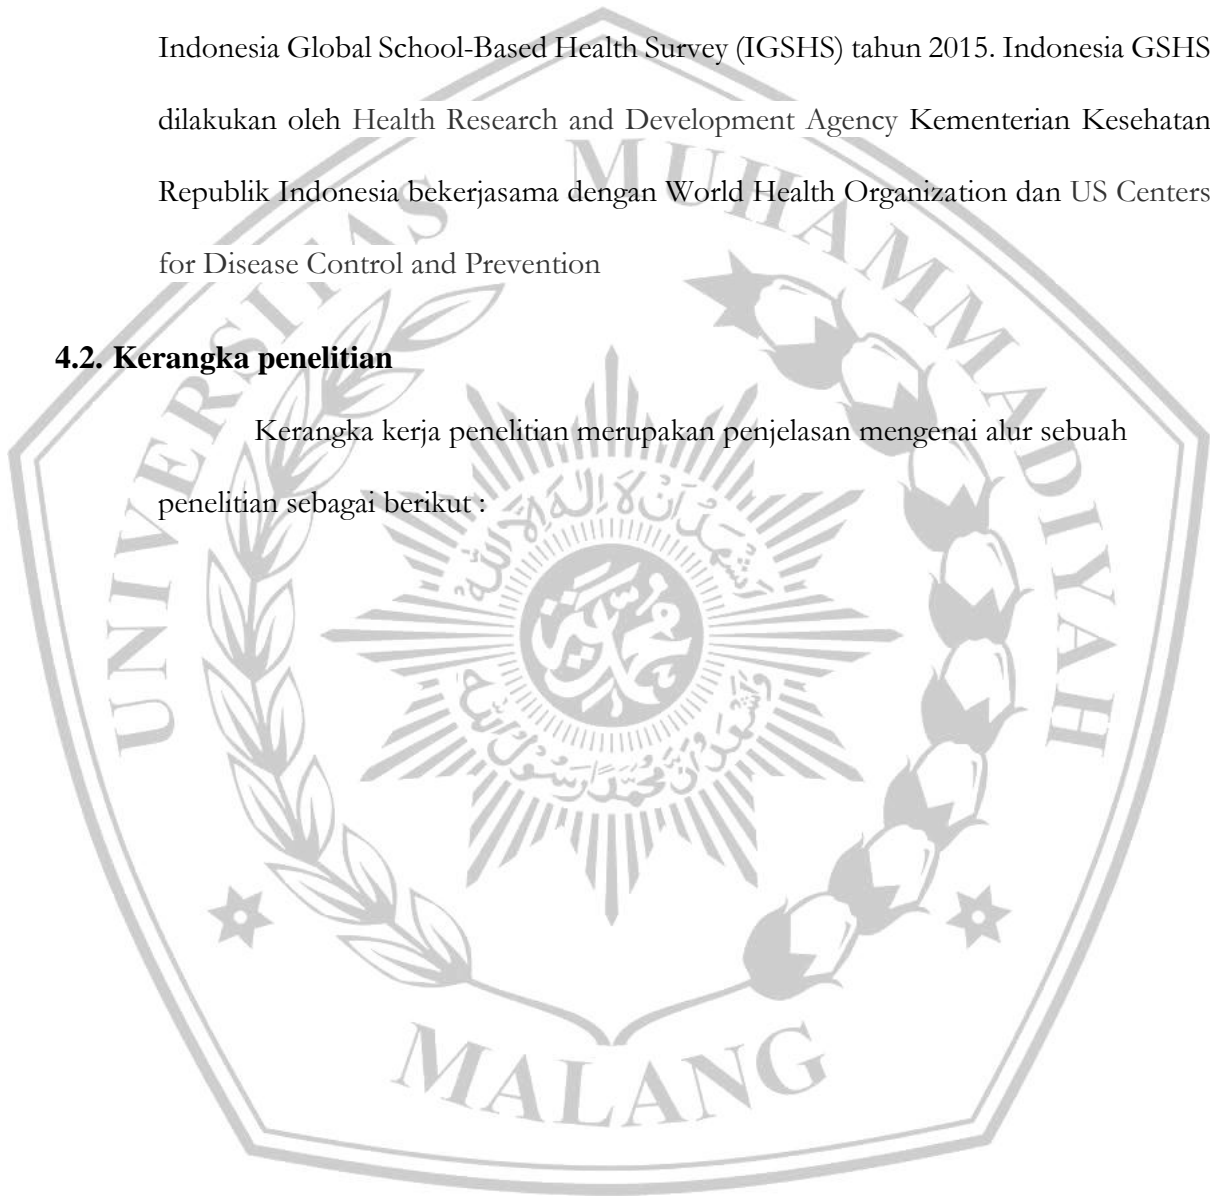 Indonesia Global School-Based Health Survey (IGSHS) tahun 2015. Indonesia GSHS
dilakukan oleh Health Research and Development Agency Kementerian Kesehatan
Republik Indonesia bekerjasama dengan World Health Organization dan US Centers
for Disease Control and Prevention
4.2. Kerangka penelitian
Kerangka kerja penelitian merupakan penjelasan mengenai alur sebuah
penelitian sebagai berikut :
UNIVERSITAS MUHAMMADIYAH
MALANG